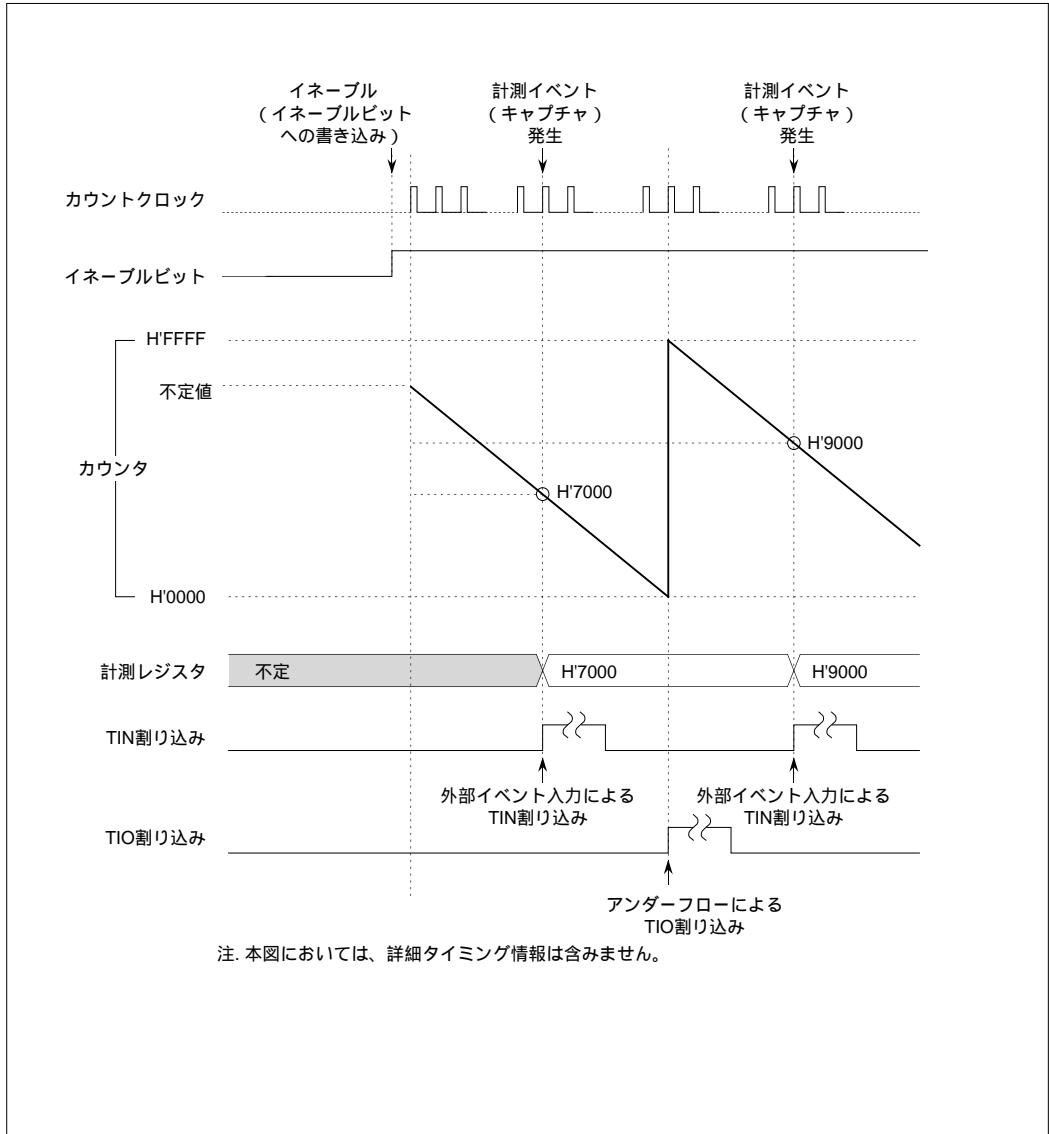 イネーブル
（イネーブルビット
への書き込み）
計測イベント
（キャプチャ）
発生
計測イベント
（キャプチャ）
発生
カウントクロック
イネーブルビット
カウンタ
H'FFFF
不定値
H'9000
H'7000
H'0000
計測レジスタ
不定
H'7000
H'9000
TIN割り込み
外部イベント入力による
TIN割り込み
外部イベント入力による
TIN割り込み
TIO割り込み
アンダーフローによる
TIO割り込み
注. 本図においては、詳細タイミング情報は含みません。